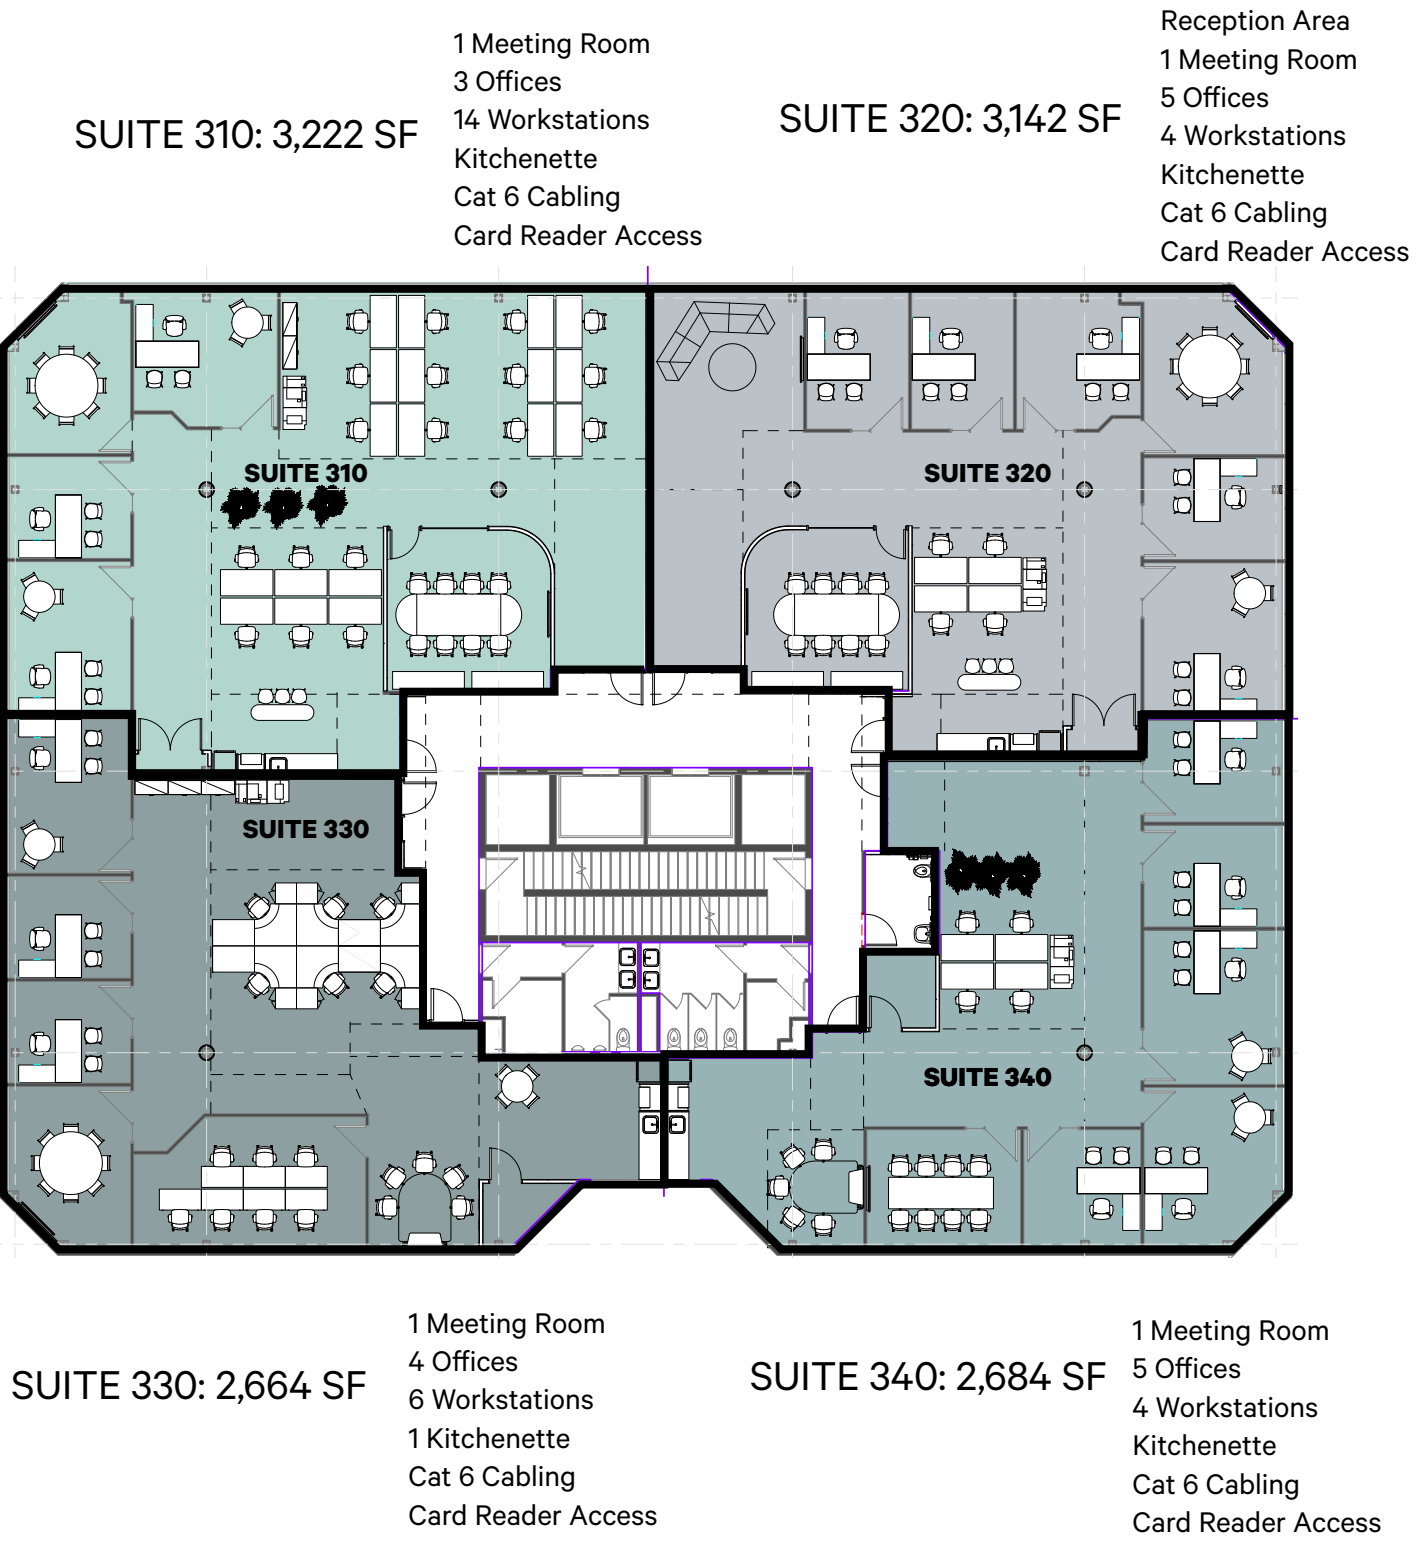 SUITE 310: 3,222 SF
1 Meeting Room
3 Offices
14 Workstations
Kitchenette
Cat 6 Cabling
Card Reader Access
SUITE 320: 3,142 SF
Reception Area
1 Meeting Room
5 Offices
4 Workstations
Kitchenette
Cat 6 Cabling
Card Reader Access
SUITE 310
SUITE 320
SUITE 330
SUITE 340
SUITE 330: 2,664 SF
1 Meeting Room
4 Offices
6 Workstations
1 Kitchenette
Cat 6 Cabling
Card Reader Access
SUITE 340: 2,684 SF
1 Meeting Room
5 Offices
4 Workstations
Kitchenette
Cat 6 Cabling
Card Reader Access